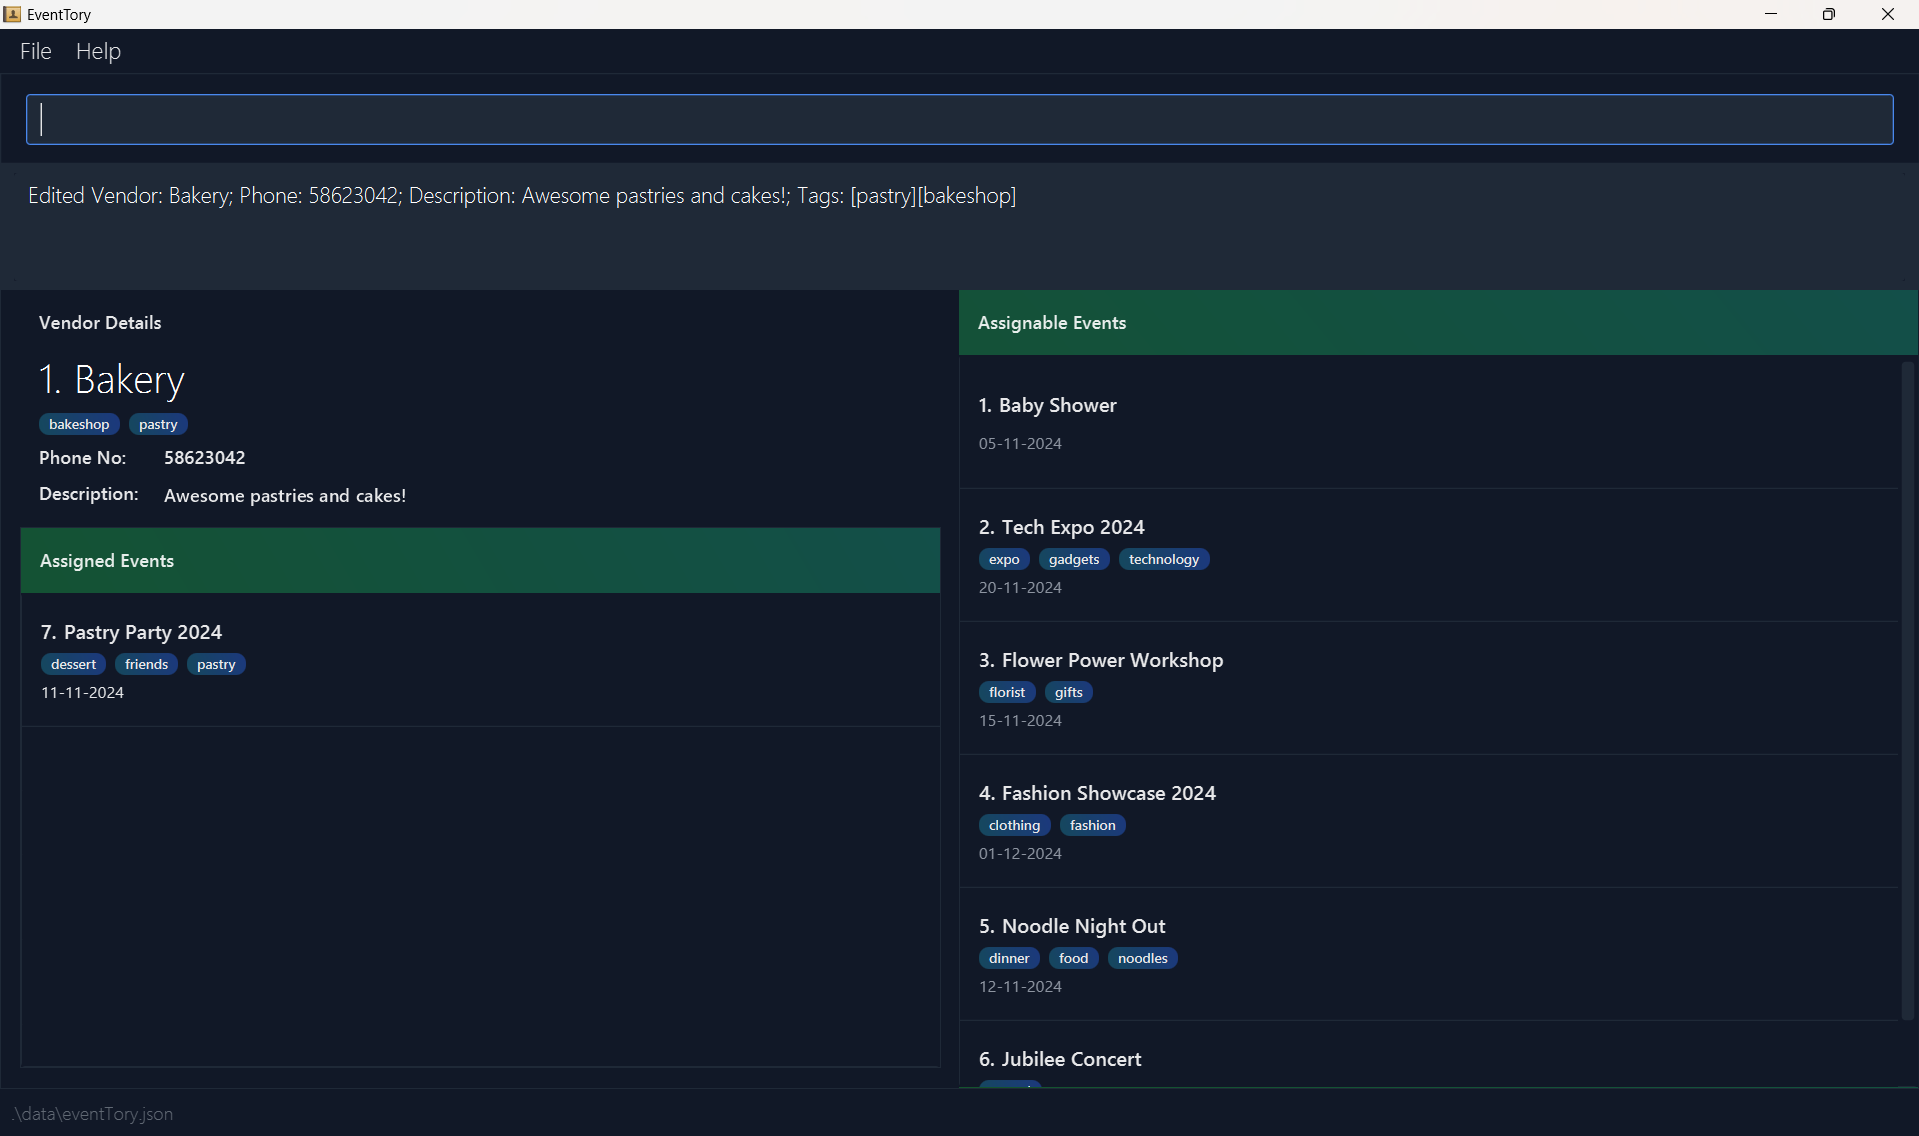 EventTory
File Help
Edited Vendor: Bakery; Phone: 58623042; Description: Awesome pastries and cakes!; Tags: [pastry][bakeshop]
Vendor Details
1. Bakery
bakeshop pastry
Phone No: 58623042
Description: Awesome pastries and cakes!
Assigned Events
7. Pastry Party 2024
dessert friends pastry
11-11-2024
Assignable Events
1. Baby Shower
05-11-2024
2. Tech Expo 2024
expo gadgets technology
20-11-2024
3. Flower Power Workshop
florist gifts
15-11-2024
4. Fashion Showcase 2024
clothing fashion
01-12-2024
5. Noodle Night Out
dinner food noodles
12-11-2024
6. Jubilee Concert
.\data\eventTory.json